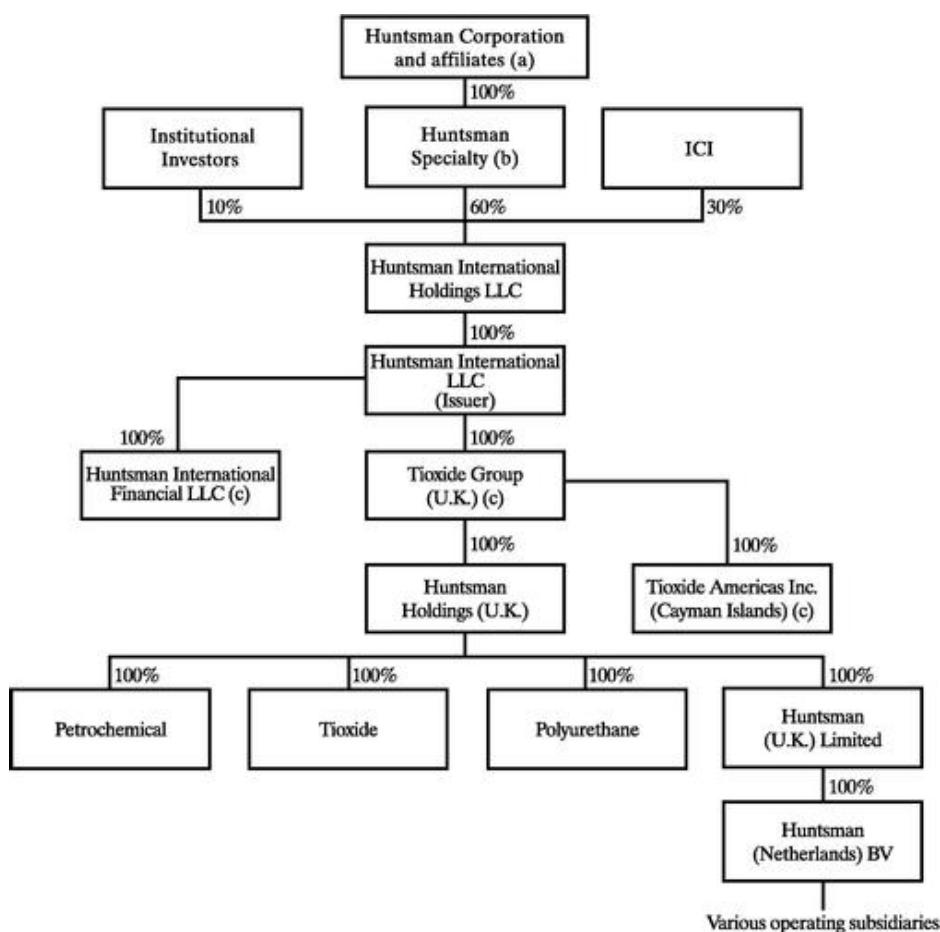 Huntsman Corporation
and affiliates (a)
100%
Institutional
Investors
Huntsman
Specialty (b)
ICI
10%
60%
30%
Huntsman International
Holdings LLC
100%
Huntsman International
LLC
(Issuer)
100%
100%
Huntsman International
Financial LLC (c)
Tioxide Group
(U.K.) (c)
100%
100%
Huntsman
Holdings (U.K.)
Tioxide Americas Inc.
(Cayman Islands) (c)
100%
100%
100%
100%
Petrochemical
Tioxide
Polyurethane
Huntsman
(U.K.) Limited
100%
Huntsman
(Netherlands) BV
Various operating subsidiaries